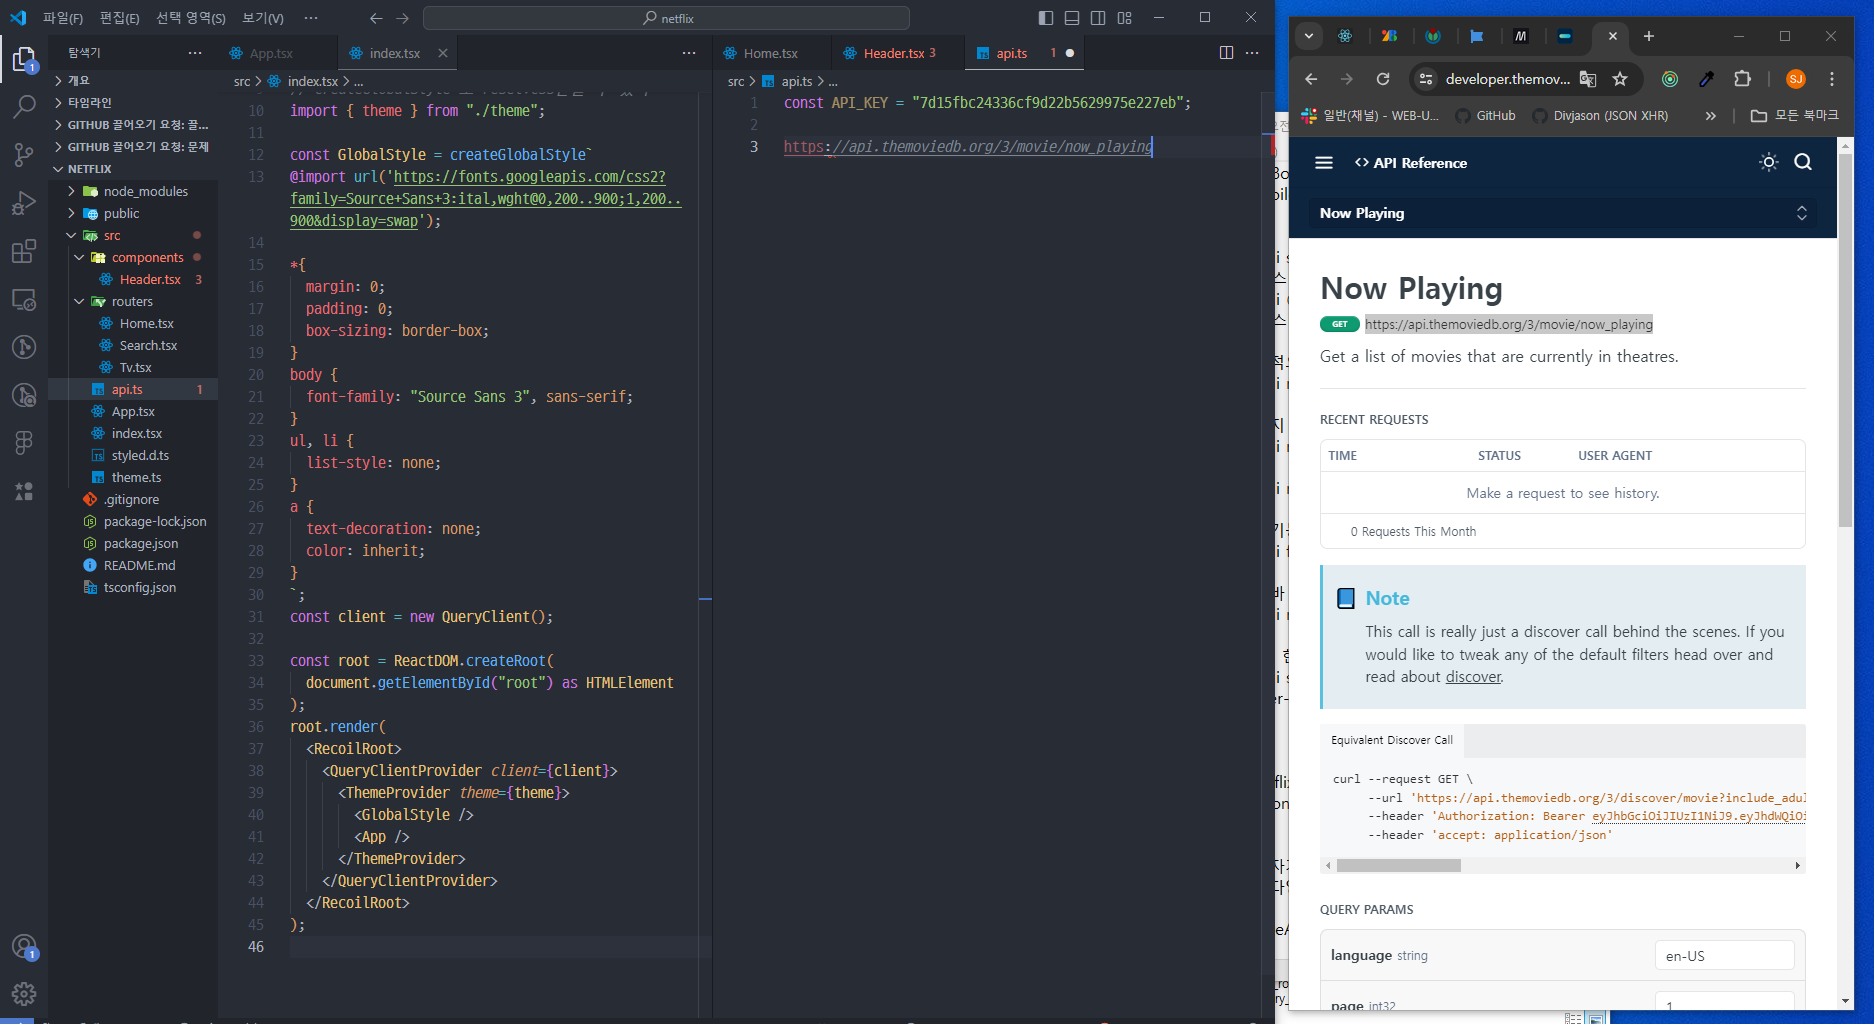 파일(F) 편집(E) 선택 영역(S) 보기(V) ··· netflix
탐색기 ···
1
개요
타임라인
GITHUB 끌어오기 요청: 끌...
GITHUB 끌어오기 요청: 문제
NETFLIX
node_modules
public
src
components
Header.tsx 3
routers
Home.tsx
Search.tsx
Tv.tsx
api.ts 1
App.tsx
index.tsx
styled.d.ts
theme.ts
.gitignore
package-lock.json
package.json
README.md
tsconfig.json
1
App.tsx index.tsx ···
src > index.tsx > ...
10 import { theme } from "./theme";
11
12 const GlobalStyle = createGlobalStyle`
13 @import url('https://fonts.googleapis.com/css2?
family=Source+Sans+3:ital,wght@0,200..900;1,200..
900&display=swap');
14
15 *{
16 margin: 0;
17 padding: 0;
18 box-sizing: border-box;
19 }
20 body {
21 font-family: "Source Sans 3", sans-serif;
22 }
23 ul, li {
24 list-style: none;
25 }
26 a {
27 text-decoration: none;
28 color: inherit;
29 }
30 `;
31 const client = new QueryClient();
32
33 const root = ReactDOM.createRoot(
34 document.getElementById("root") as HTMLElement
35 );
36 root.render(
37 <RecoilRoot>
38 <QueryClientProvider client={client}>
39 <ThemeProvider theme={theme}>
40 <GlobalStyle />
41 <App />
42 </ThemeProvider>
43 </QueryClientProvider>
44 </RecoilRoot>
45 );
46
Home.tsx Header.tsx 3 api.ts 1 ···
src > api.ts > ...
1 const API_KEY = "7d15fbc24336cf9d22b5629975e227eb";
2
3 https://api.themoviedb.org/3/movie/now_playing
developer.themov... SJ
일반(채널) - WEB-U... GitHub Divjason (JSON XHR) » 모든 북마크
<> API Reference
Now Playing
Now Playing
GET https://api.themoviedb.org/3/movie/now_playing
Get a list of movies that are currently in theatres.
RECENT REQUESTS
TIME STATUS USER AGENT
Make a request to see history.
0 Requests This Month
Note
This call is really just a discover call behind the scenes. If you
would like to tweak any of the default filters head over and
read about discover.
Equivalent Discover Call
curl --request GET \
--url 'https://api.themoviedb.org/3/discover/movie?include_adul
--header 'Authorization: Bearer eyJhbGciOiJIUzI1NiJ9.eyJhdWQiOi
--header 'accept: application/json'
QUERY PARAMS
language string en-US
page int32 1